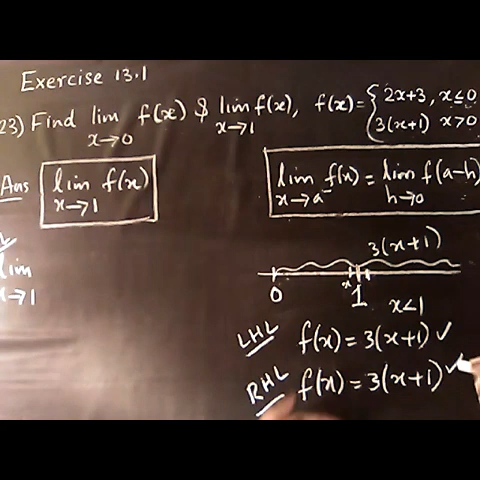 Exercise 13.1
23) Find lim x→0 f(x) & lim x→1 f(x), f(x) = { 2x+3, x≤0
3(x+1) x>0
Ans lim x→1 f(x)
lim x→a⁻ f(x) = lim h→0 f(a-h)
lim x→1
3(x+1)
0 x 1
x<1
LHL f(x) = 3(x+1) ✓
RHL f(x) = 3(x+1) ✓